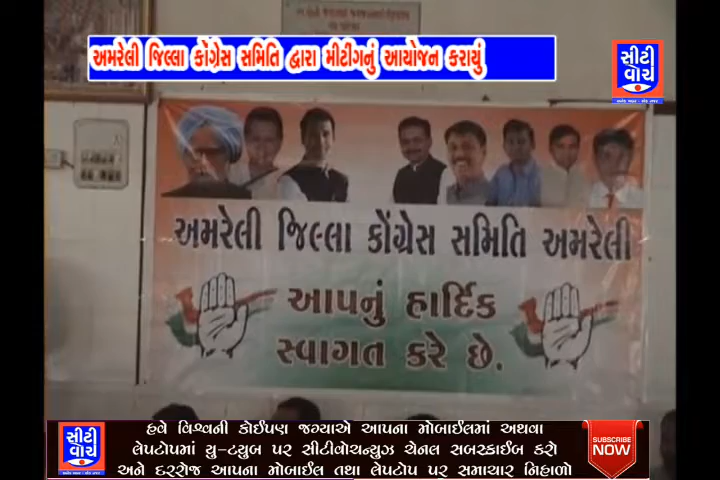 અમરેલી જિલ્લા કોંગ્રેસ સમિતિ દ્વારા મીટીંગનું આયોજન કરાયું
સીટી
વોચ
અમરેલી જિલ્લા કોંગ્રેસ સમિતિ અમરેલી
આપનું હાર્દિક
સ્વાગત કરે છે.
સીટી
વોચ
હવે વિશ્વની કોઈપણ જગ્યાએ આપના મોબાઈલમાં અથવા
લેપટોપમાં યુ-ટયુબ પર સીટીવોચન્યુઝ ચેનલ સબસ્ક્રાઈબ કરો
અને દરરોજ આપના મોબાઈલ તથા લેપટોપ પર સમાચાર નિહાળો
SUBSCRIBE
NOW